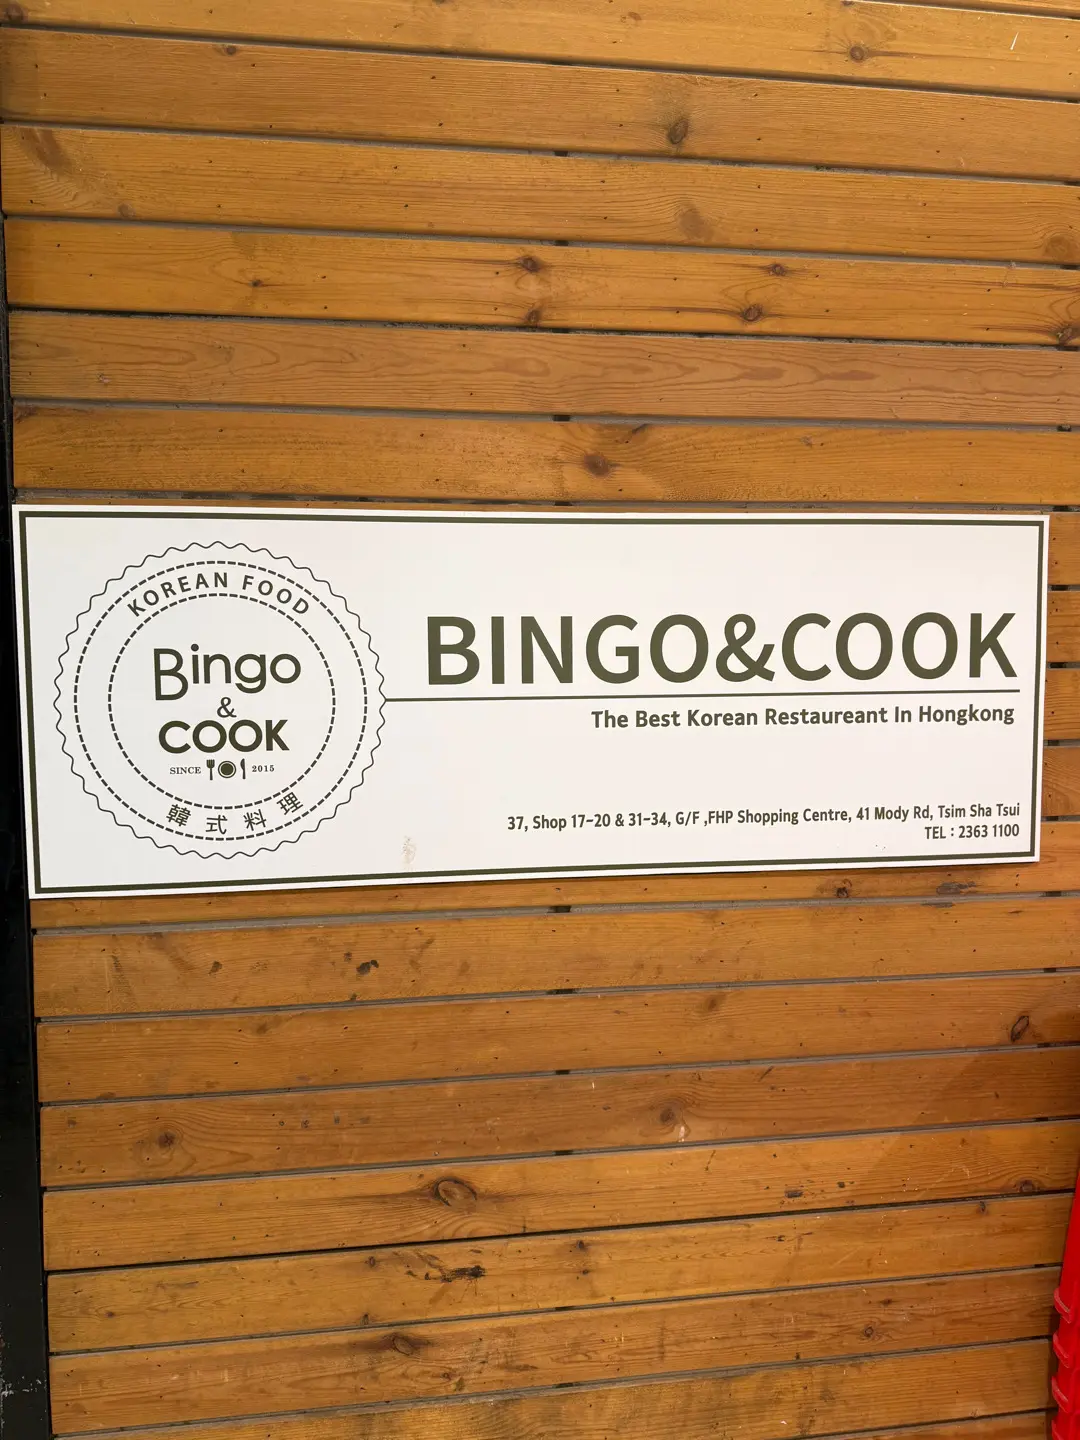 KOREAN FOOD
Bingo
&
COOK
SINCE 2015
韓式料理
BINGO&COOK
The Best Korean Restaureant In Hongkong
37, Shop 17-20 & 31-34, G/F ,FHP Shopping Centre, 41 Mody Rd, Tsim Sha Tsui
TEL : 2363 1100